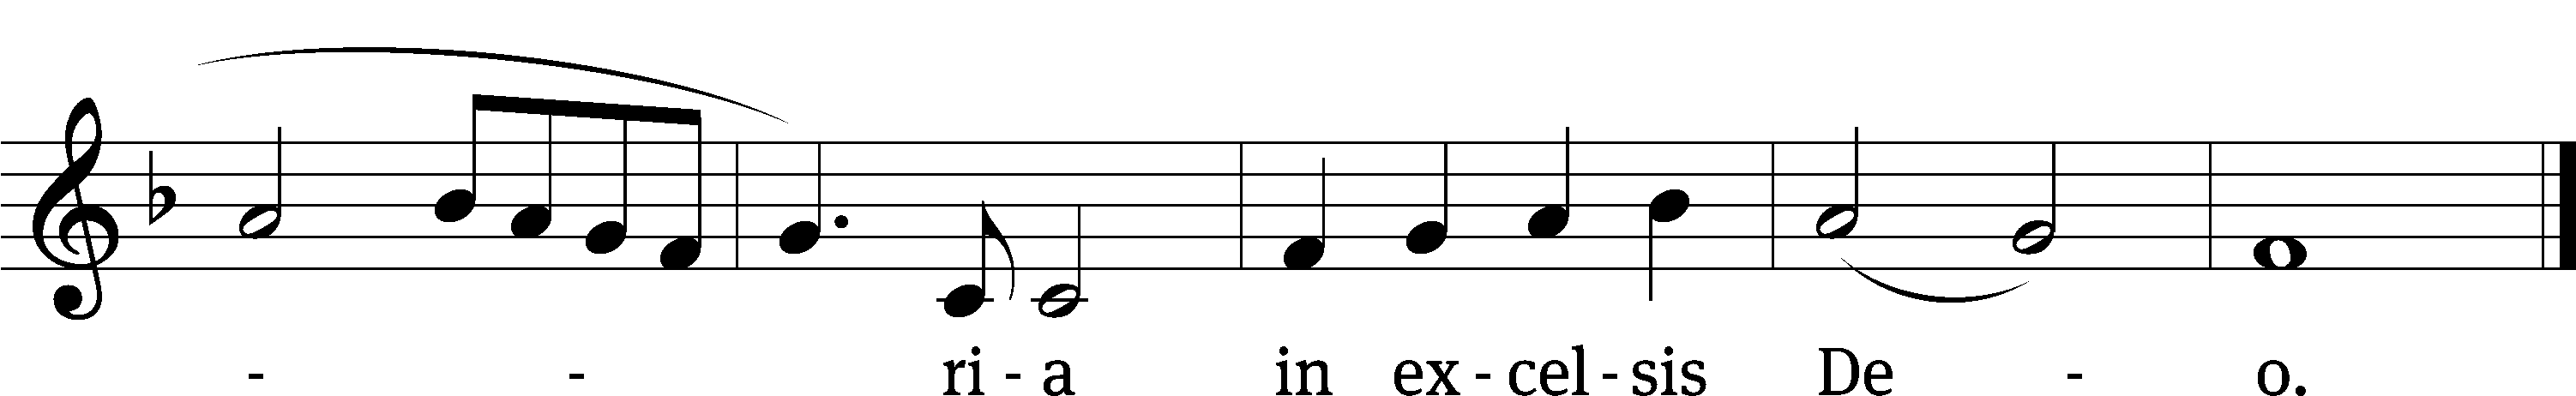 - - ri - a in ex - cel - sis De - o.